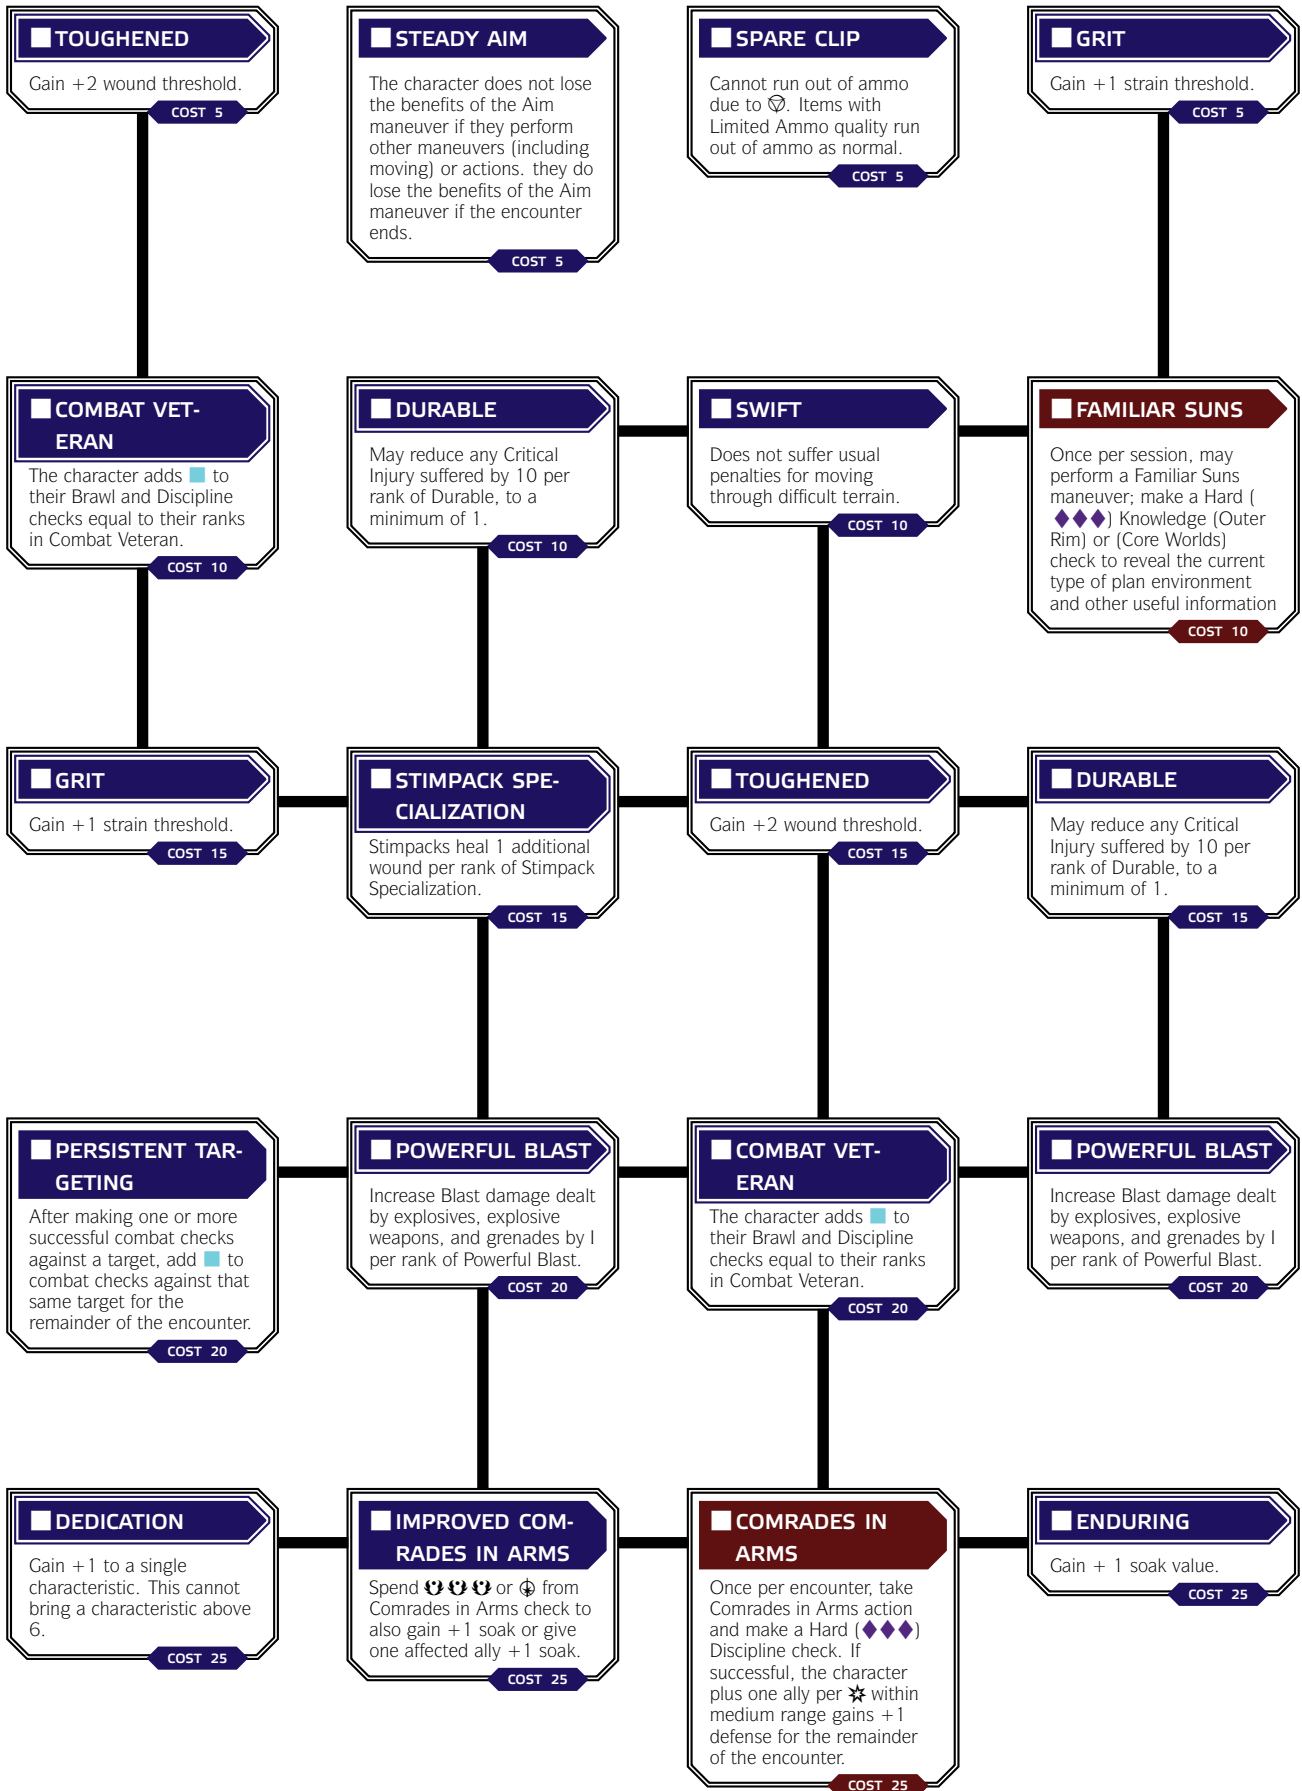 TOUGHENED
Gain +2 wound threshold.
COST 5
STEADY AIM
The character does not lose
the benefits of the Aim
maneuver if they perform
other maneuvers (including
moving) or actions. they do
lose the benefits of the Aim
maneuver if the encounter
ends.
COST 5
SPARE CLIP
Cannot run out of ammo
due to . Items with
Limited Ammo quality run
out of ammo as normal.
COST 5
GRIT
Gain +1 strain threshold.
COST 5
COMBAT VET-
ERAN
The character adds to
their Brawl and Discipline
checks equal to their ranks
in Combat Veteran.
COST 10
DURABLE
May reduce any Critical
Injury suffered by 10 per
rank of Durable, to a
minimum of 1.
COST 10
SWIFT
Does not suffer usual
penalties for moving
through difficult terrain.
COST 10
FAMILIAR SUNS
Once per session, may
perform a Familiar Suns
maneuver; make a Hard (
) Knowledge (Outer
Rim) or (Core Worlds)
check to reveal the current
type of plan environment
and other useful information
COST 10
GRIT
Gain +1 strain threshold.
COST 15
STIMPACK SPE-
CIALIZATION
Stimpacks heal 1 additional
wound per rank of Stimpack
Specialization.
COST 15
TOUGHENED
Gain +2 wound threshold.
COST 15
DURABLE
May reduce any Critical
Injury suffered by 10 per
rank of Durable, to a
minimum of 1.
COST 15
PERSISTENT TAR-
GETING
After making one or more
successful combat checks
against a target, add to
combat checks against that
same target for the
remainder of the encounter.
COST 20
POWERFUL BLAST
Increase Blast damage dealt
by explosives, explosive
weapons, and grenades by I
per rank of Powerful Blast.
COST 20
COMBAT VET-
ERAN
The character adds to
their Brawl and Discipline
checks equal to their ranks
in Combat Veteran.
COST 20
POWERFUL BLAST
Increase Blast damage dealt
by explosives, explosive
weapons, and grenades by I
per rank of Powerful Blast.
COST 20
DEDICATION
Gain +1 to a single
characteristic. This cannot
bring a characteristic above
6.
COST 25
IMPROVED COM-
RADES IN ARMS
Spend or from
Comrades in Arms check to
also gain +1 soak or give
one affected ally +1 soak.
COST 25
COMRADES IN
ARMS
Once per encounter, take
Comrades in Arms action
and make a Hard ( )
Discipline check. If
successful, the character
plus one ally per within
medium range gains +1
defense for the remainder
of the encounter.
COST 25
ENDURING
Gain + 1 soak value.
COST 25